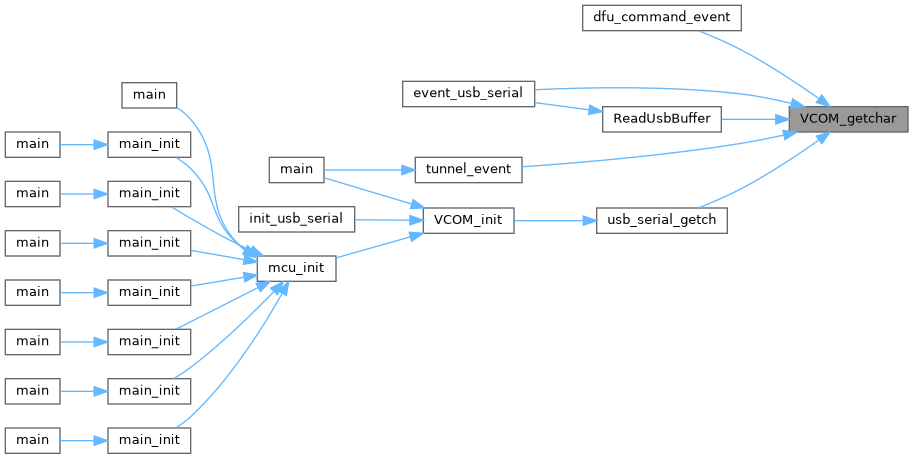 dfu_command_event
main
event_usb_serial
ReadUsbBuffer
VCOM_getchar
main
main_init
main
tunnel_event
main
main_init
init_usb_serial
VCOM_init
usb_serial_getch
main
main_init
mcu_init
main
main_init
main
main_init
main
main_init
main
main_init